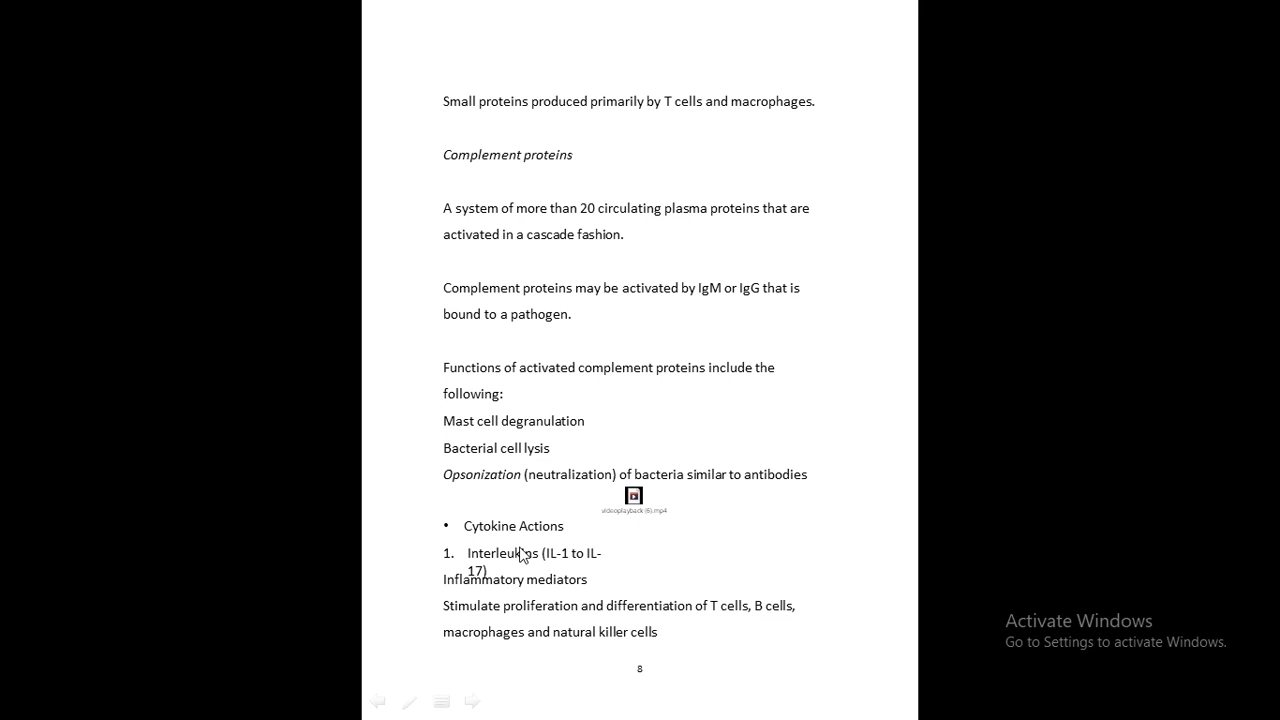 Small proteins produced primarily by T cells and macrophages.
Complement proteins
A system of more than 20 circulating plasma proteins that are
activated in a cascade fashion.
Complement proteins may be activated by IgM or IgG that is
bound to a pathogen.
Functions of activated complement proteins include the
following:
Mast cell degranulation
Bacterial cell lysis
Opsonization (neutralization) of bacteria similar to antibodies
videoplayback (6).mp4
• Cytokine Actions
1. Interleukins (IL-1 to IL-
17)
Inflammatory mediators
Stimulate proliferation and differentiation of T cells, B cells,
macrophages and natural killer cells
8
Activate Windows
Go to Settings to activate Windows.